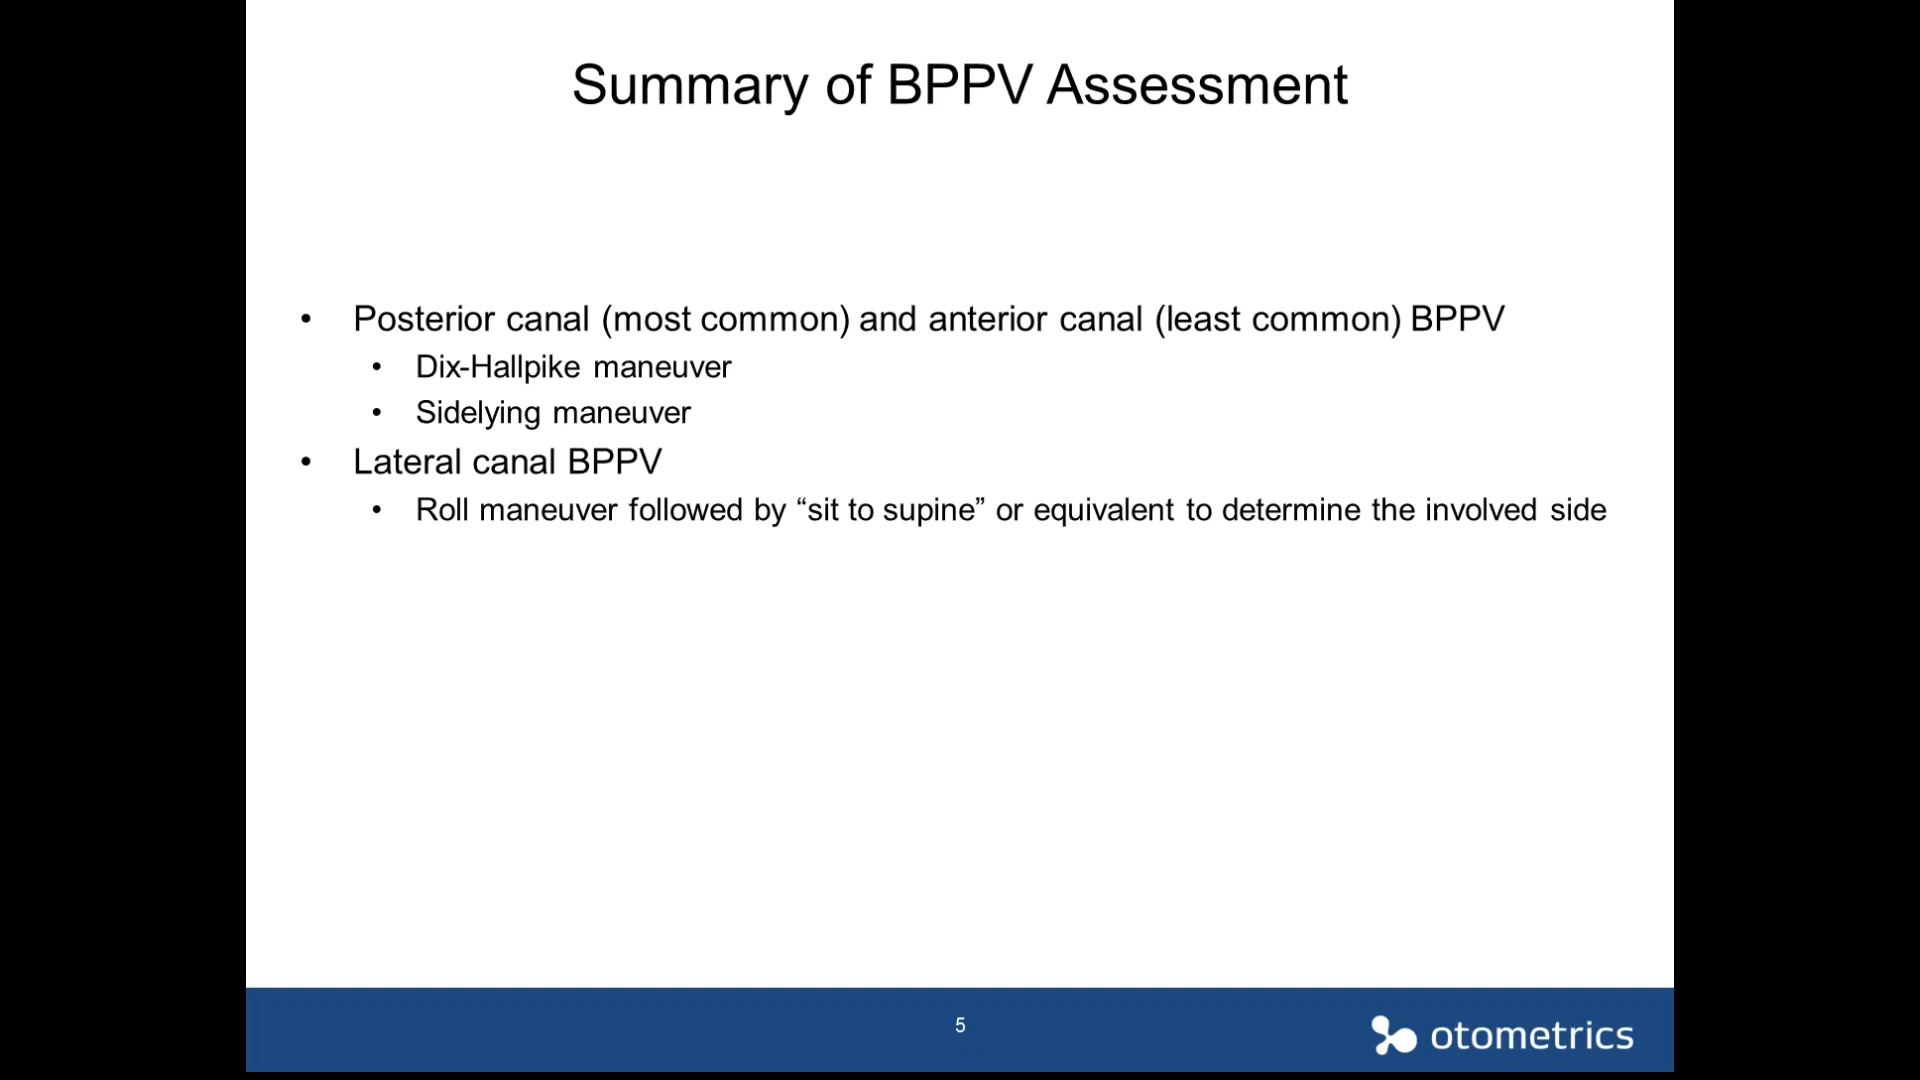 Summary of BPPV Assessment
• Posterior canal (most common) and anterior canal (least common) BPPV
• Dix-Hallpike maneuver
• Sidelying maneuver
• Lateral canal BPPV
• Roll maneuver followed by “sit to supine” or equivalent to determine the involved side
5
otometrics